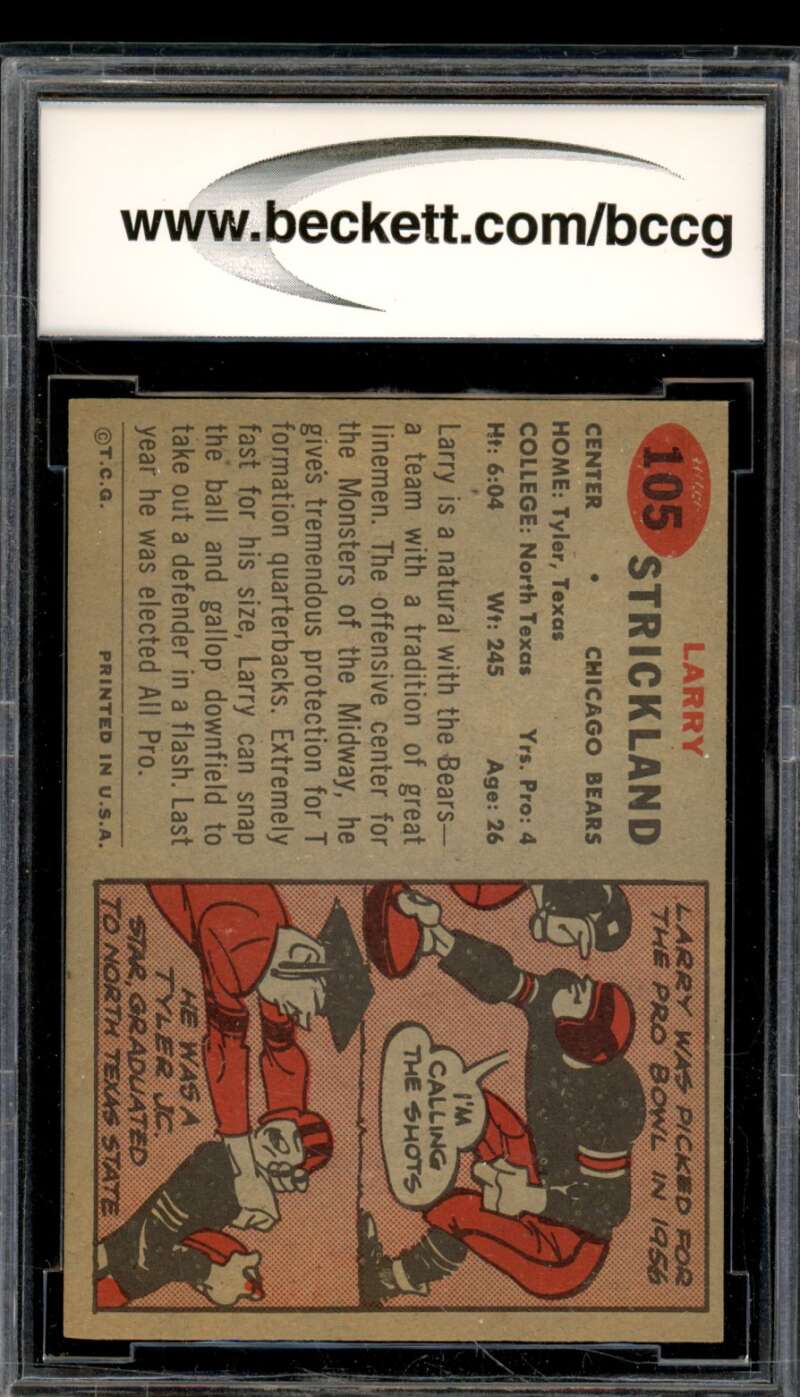 www.beckett.com/bccg
105
LARRY
STRICKLAND
CENTER • CHICAGO BEARS
HOME: Tyler, Texas
COLLEGE: North Texas Yrs. Pro: 4
Ht: 6:04 Wt: 245 Age: 26
Larry is a natural with the Bears—
a team with a tradition of great
linemen. The offensive center for
the Monsters of the Midway, he
gives tremendous protection for T
formation quarterbacks. Extremely
fast for his size, Larry can snap
the ball and gallop downfield to
take out a defender in a flash. Last
year he was elected All Pro.
©T.C.G. PRINTED IN U.S.A.
LARRY WAS PICKED FOR
THE PRO BOWL IN 1956
I'M
CALLING
THE SHOTS
HE WAS A
TYLER JC.
STAR, GRADUATED
TO NORTH TEXAS STATE